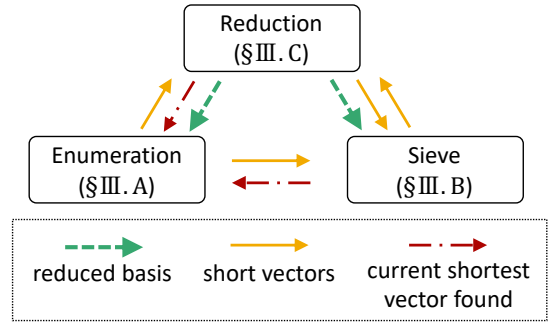 Reduction
(§Ⅲ. C)
Enumeration
(§Ⅲ. A)
Sieve
(§Ⅲ. B)
reduced basis
short vectors
current shortest
vector found